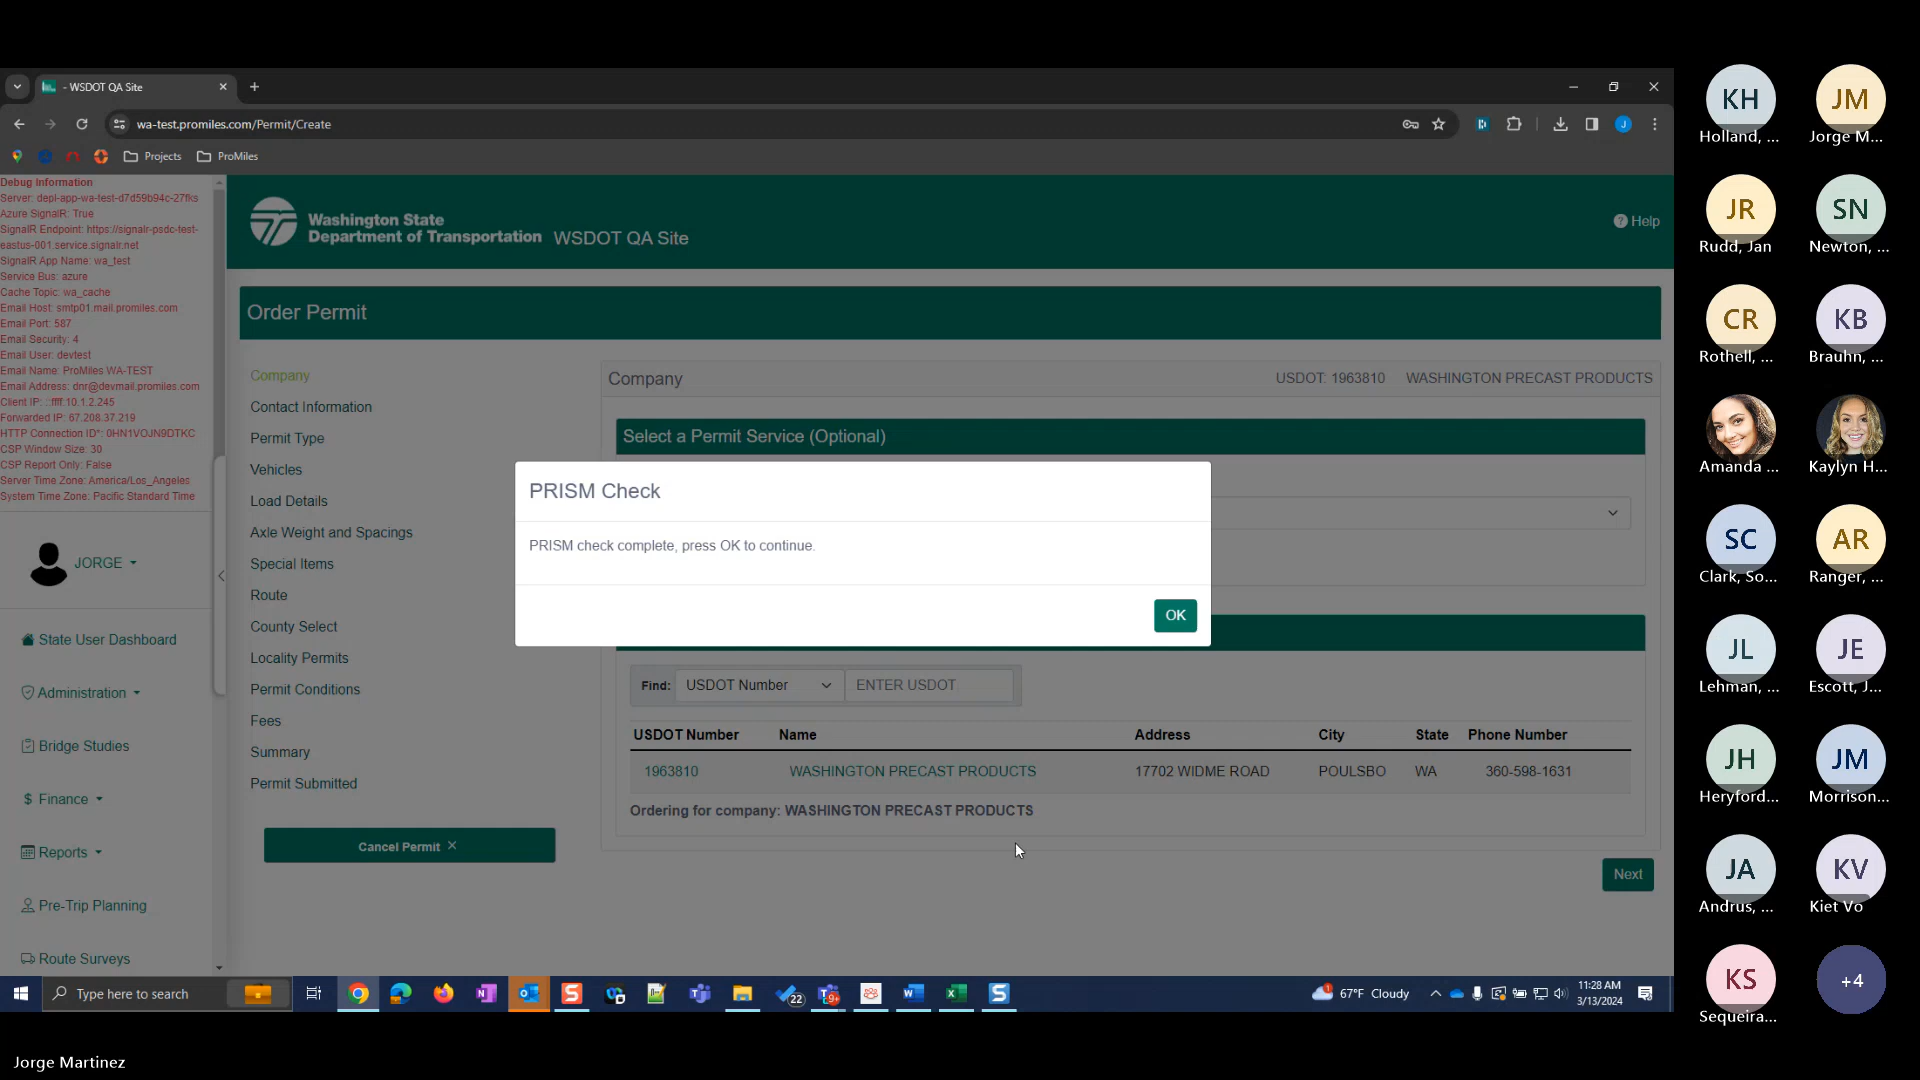 - WSDOT QA Site
wa-test.promiles.com/Permit/Create
Projects
ProMiles
Debug Information
Server: depl-app-wa-test-d7d59b94c-27fks
Azure SignalR: True
SignalR Endpoint: https://signalr-psdc-test-
eastus-001.service.signalr.net
SignalR App Name: wa_test
Service Bus: azure
Cache Topic: wa_cache
Email Host: smtp01.mail.promiles.com
Email Port: 587
Email Security: 4
Email User: devtest
Email Name: ProMiles WA-TEST
Email Address: dnr@devmail.promiles.com
Client IP: ::ffff:10.1.2.245
Forwarded IP: 67.208.37.219
HTTP Connection ID*: 0HN1VOJN9DTKC
CSP Window Size: 30
CSP Report Only: False
Server Time Zone: America/Los_Angeles
System Time Zone: Pacific Standard Time
JORGE
State User Dashboard
Administration
Bridge Studies
$ Finance
Reports
Pre-Trip Planning
Route Surveys
Washington State
Department of Transportation
WSDOT QA Site
? Help
Order Permit
Company
Contact Information
Permit Type
Vehicles
Load Details
Axle Weight and Spacings
Special Items
Route
County Select
Locality Permits
Permit Conditions
Fees
Summary
Permit Submitted
Cancel Permit ×
Company
USDOT: 1963810 WASHINGTON PRECAST PRODUCTS
Select a Permit Service (Optional)
PRISM Check
PRISM check complete, press OK to continue.
OK
Find: USDOT Number ENTER USDOT
USDOT Number Name Address City State Phone Number
1963810 WASHINGTON PRECAST PRODUCTS 17702 WIDME ROAD POULSBO WA 360-598-1631
Ordering for company: WASHINGTON PRECAST PRODUCTS
Next
Type here to search
22
9+
67°F Cloudy
11:28 AM
3/13/2024
KH
Holland, ...
JM
Jorge M...
JR
Rudd, Jan
SN
Newton, ...
CR
Rothell, ...
KB
Brauhn, ...
Amanda ...
Kaylyn H...
SC
Clark, So...
AR
Ranger, ...
JL
Lehman, ...
JE
Escott, J...
JH
Heryford...
JM
Morrison...
JA
Andrus, ...
KV
Kiet Vo
KS
Sequeira...
+4
Jorge Martinez